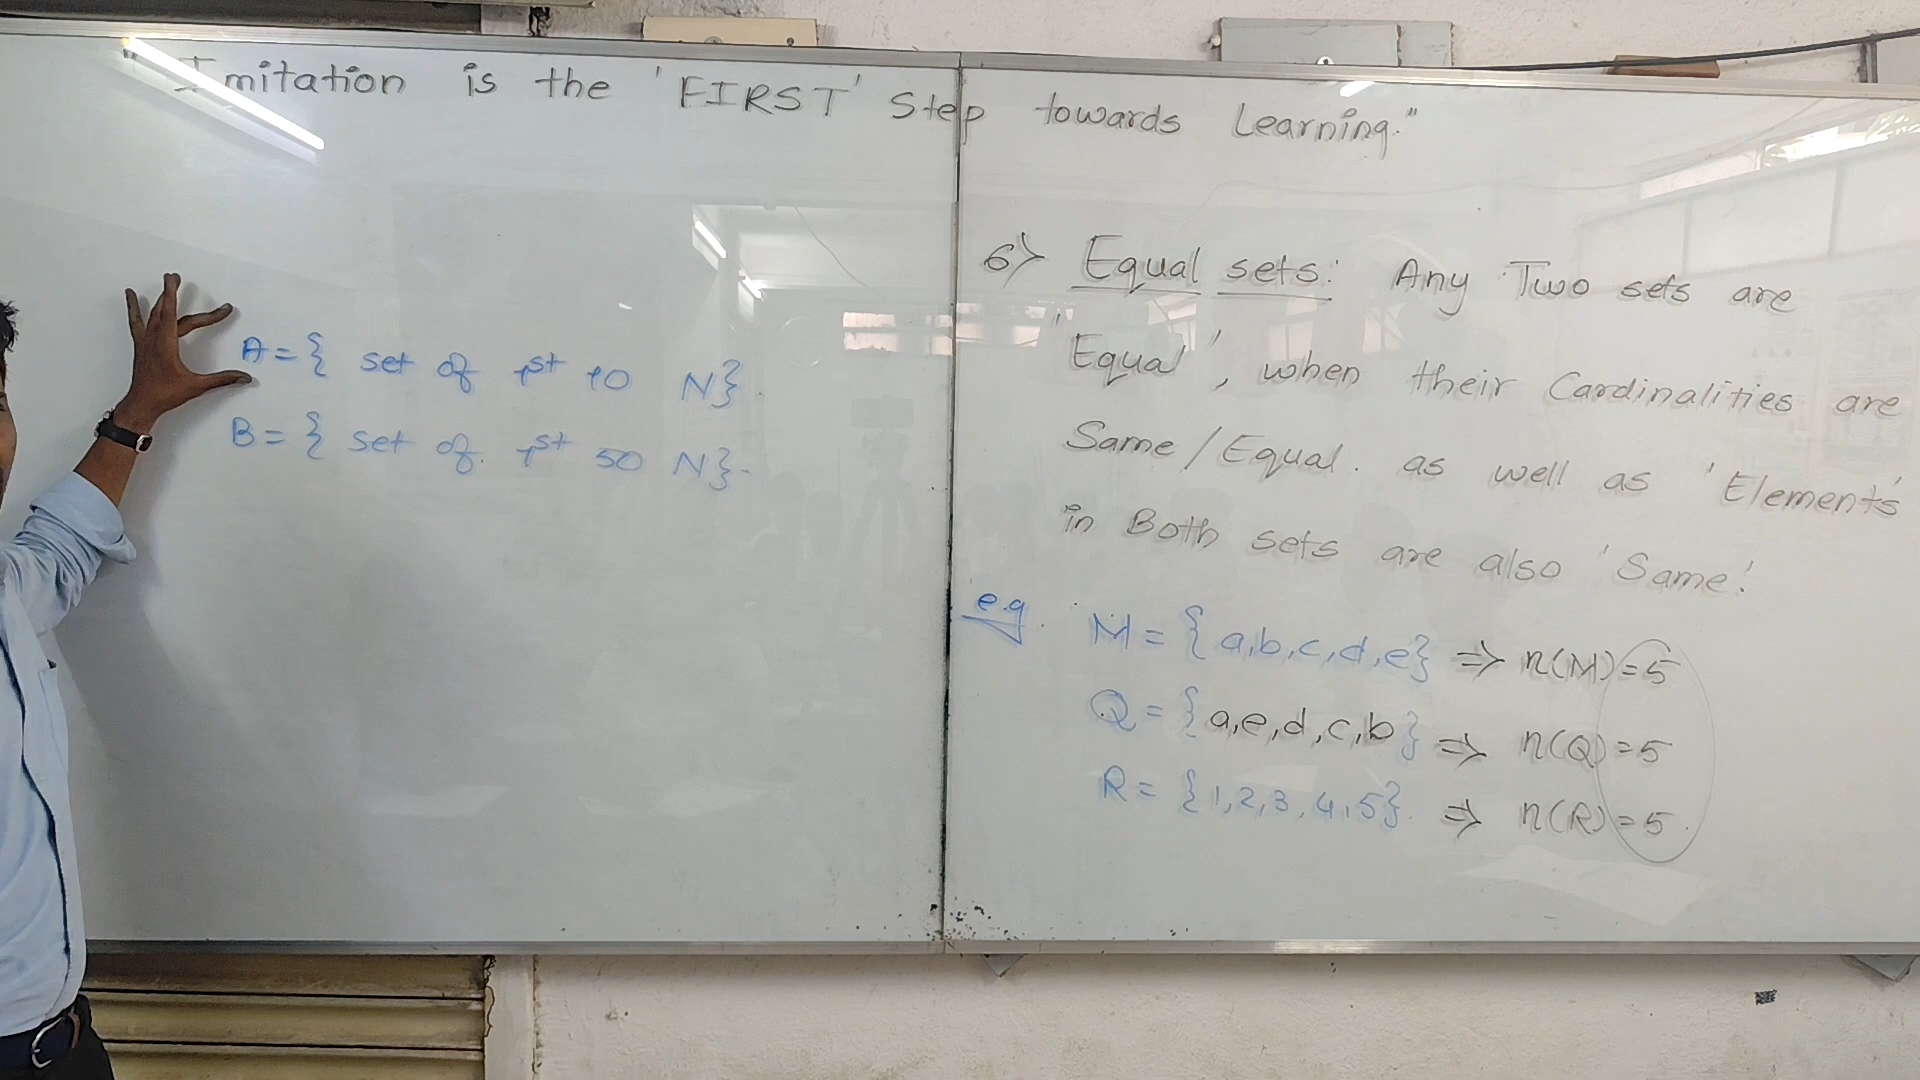 "Imitation is the 'FIRST' Step towards Learning."
A = { set of 1st 10 N}.
B = { set of 1st 50 N}.
6> Equal sets: Any Two sets are
"Equal', when their Cardinalities are
Same/Equal. as well as 'Elements'
in Both sets are also 'Same'.
e.g. M = {a,b,c,d,e} => n(M)=5
Q = {a,e,d,c,b} => n(Q)=5
R = {1,2,3,4,5}. => n(R)=5.